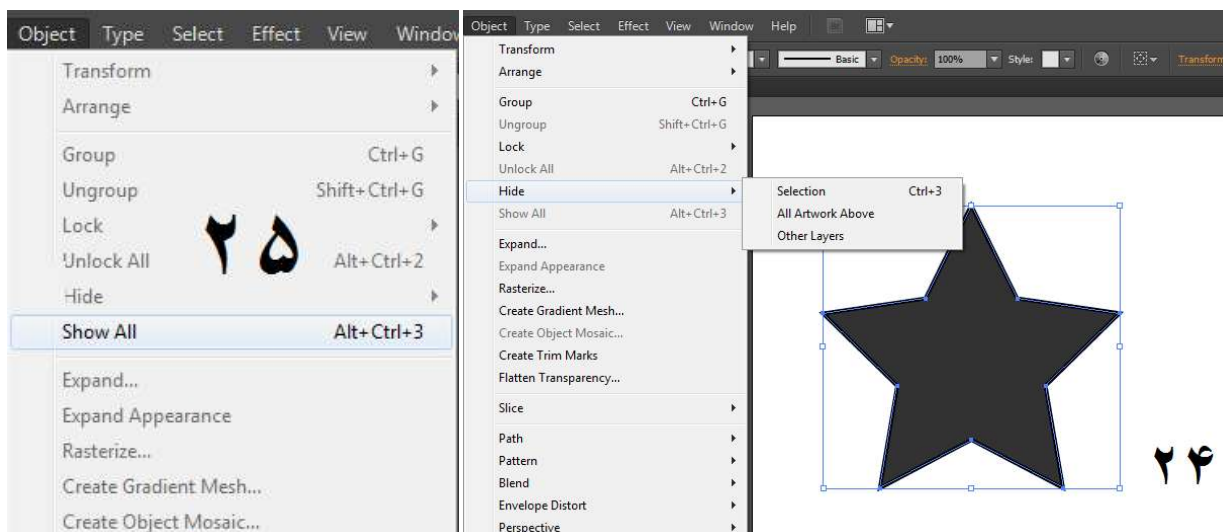 Object Type Select Effect View Window
Transform
Arrange
Group Ctrl+G
Ungroup Shift+Ctrl+G
Lock
Unlock All Alt+Ctrl+2
Hide
Show All Alt+Ctrl+3
Expand...
Expand Appearance
Rasterize...
Create Gradient Mesh...
Create Object Mosaic...
۲۵
Object Type Select Effect View Window Help
Basic Opacity: 100% Style: Transform
Transform
Arrange
Group Ctrl+G
Ungroup Shift+Ctrl+G
Lock
Unlock All Alt+Ctrl+2
Hide
Show All Alt+Ctrl+3
Expand...
Expand Appearance
Rasterize...
Create Gradient Mesh...
Create Object Mosaic...
Create Trim Marks
Flatten Transparency...
Slice
Path
Pattern
Blend
Envelope Distort
Perspective
Selection Ctrl+3
All Artwork Above
Other Layers
۲۴